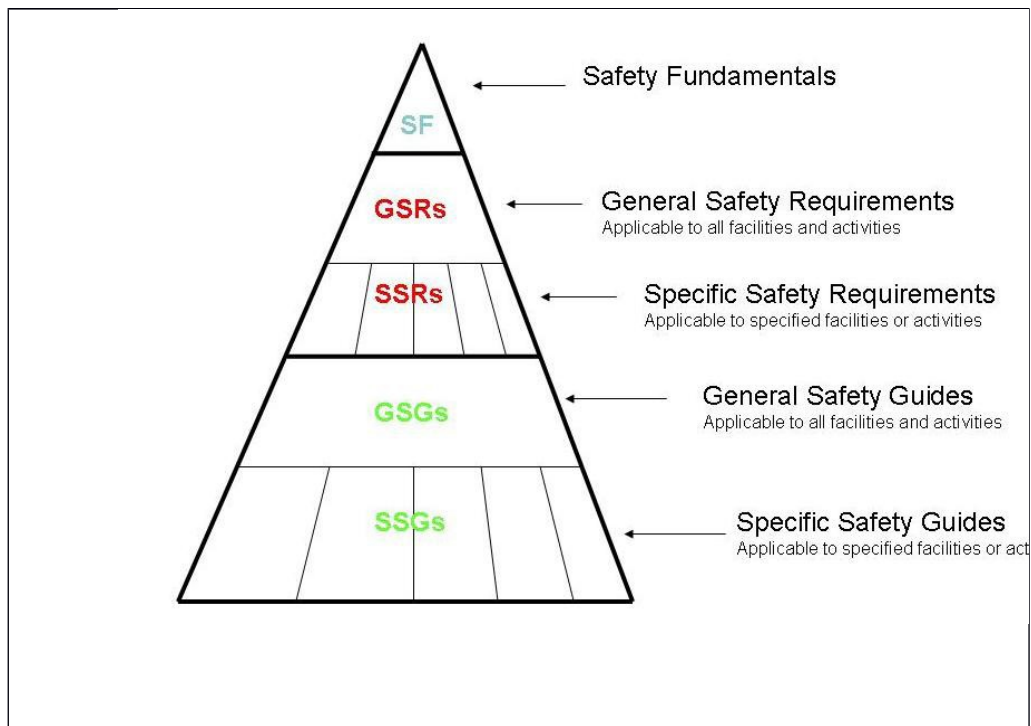 Safety Fundamentals
SF
GSRs
General Safety Requirements
Applicable to all facilities and activities
SSRs
Specific Safety Requirements
Applicable to specified facilities or activities
GSGs
General Safety Guides
Applicable to all facilities and activities
SSGs
Specific Safety Guides
Applicable to specified facilities or act